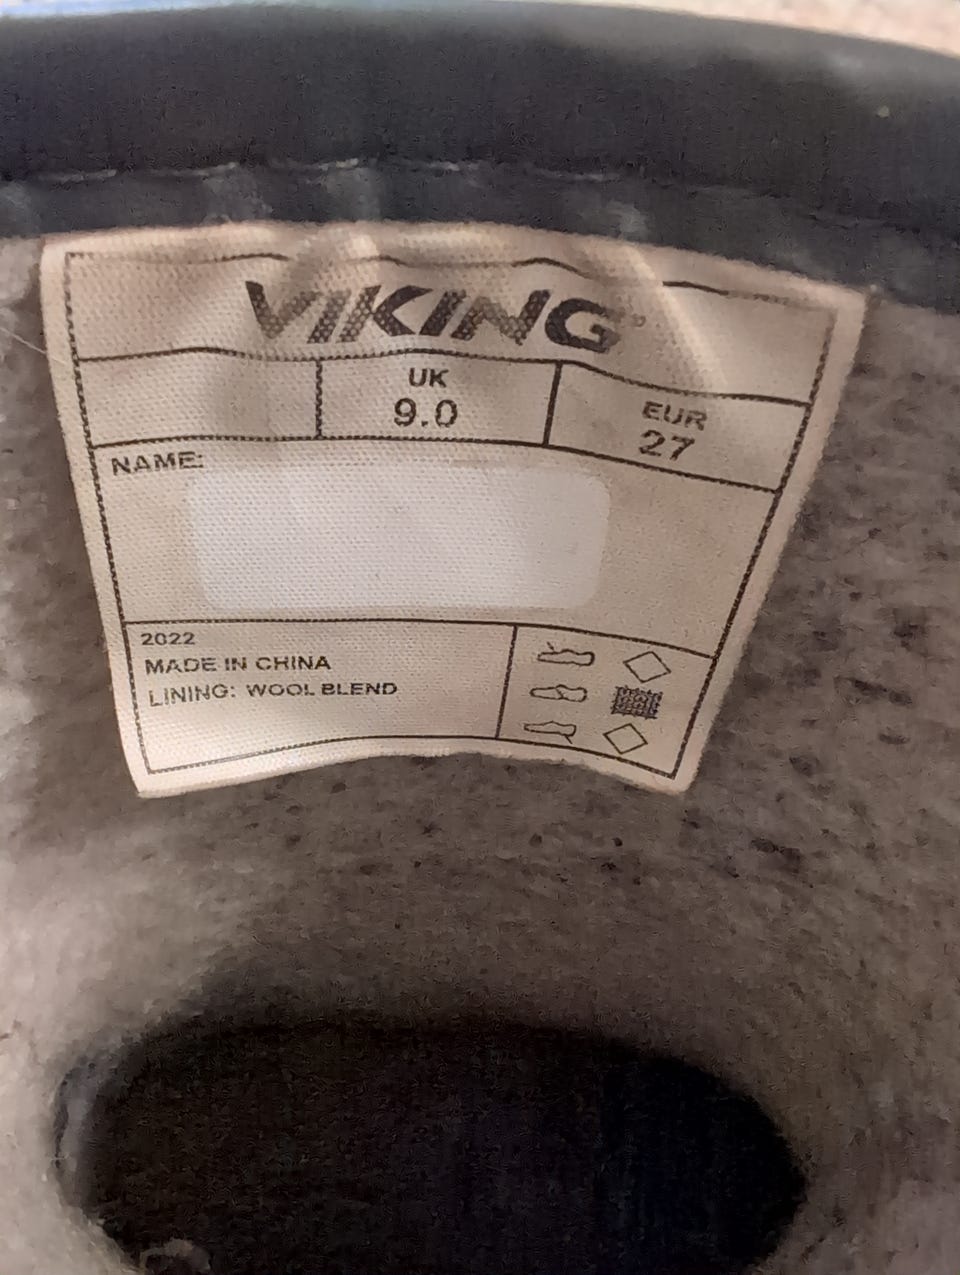 VIKING®
UK
9.0
EUR
27
NAME:
2022
MADE IN CHINA
LINING: WOOL BLEND